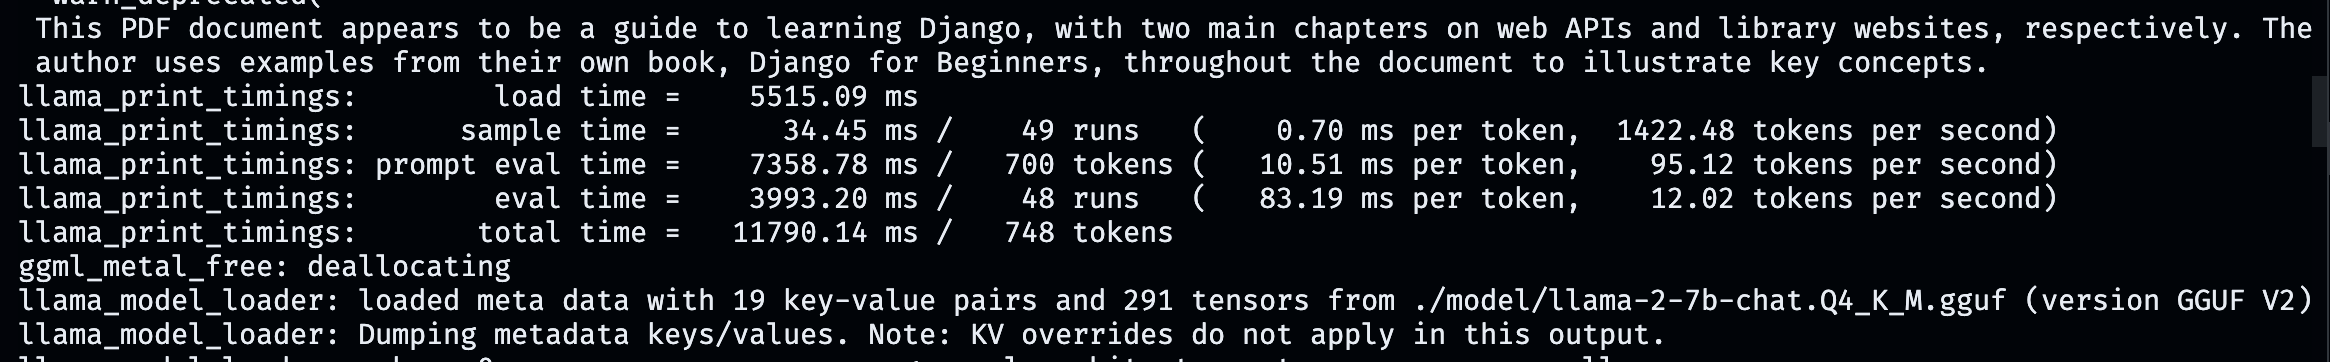 warn_deprecated(
This PDF document appears to be a guide to learning Django, with two main chapters on web APIs and library websites, respectively. The
author uses examples from their own book, Django for Beginners, throughout the document to illustrate key concepts.
llama_print_timings:        load time =    5515.09 ms
llama_print_timings:      sample time =      34.45 ms /    49 runs   (    0.70 ms per token,  1422.48 tokens per second)
llama_print_timings: prompt eval time =    7358.78 ms /   700 tokens (   10.51 ms per token,    95.12 tokens per second)
llama_print_timings:        eval time =    3993.20 ms /    48 runs   (   83.19 ms per token,    12.02 tokens per second)
llama_print_timings:       total time =   11790.14 ms /   748 tokens
ggml_metal_free: deallocating
llama_model_loader: loaded meta data with 19 key-value pairs and 291 tensors from ./model/llama-2-7b-chat.Q4_K_M.gguf (version GGUF V2)
llama_model_loader: Dumping metadata keys/values. Note: KV overrides do not apply in this output.